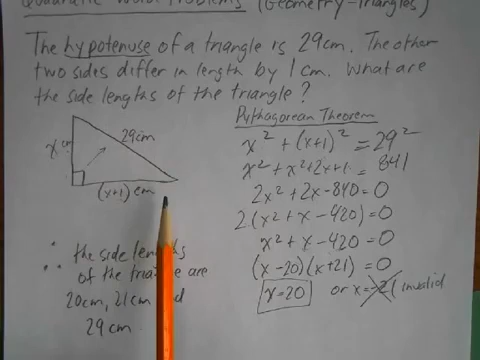 Quadratic Word Problems (Geometry-Triangles)
The hypotenuse of a triangle is 29cm. The other
two sides differ in length by 1cm. What are
the side lengths of the triangle?
Pythagorean Theorem
x cm
29cm
(x+1) cm
x² + (x+1)² = 29²
x² + x² + 2x + 1 = 841
2x² + 2x - 840 = 0
2(x² + x - 420) = 0
x² + x - 420 = 0
(x - 20)(x + 21) = 0
x = 20 or x = -21 invalid
∴ the side lengths
of the triangle are
20cm, 21cm and
29cm